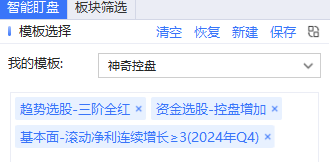 智能盯盘 板块筛选
模板选择 清空 恢复 新建 保存
我的模板: 神奇控盘
趋势选股-三阶全红 × 资金选股-控盘增加 ×
基本面-滚动净利连续增长≥3(2024年Q4) ×